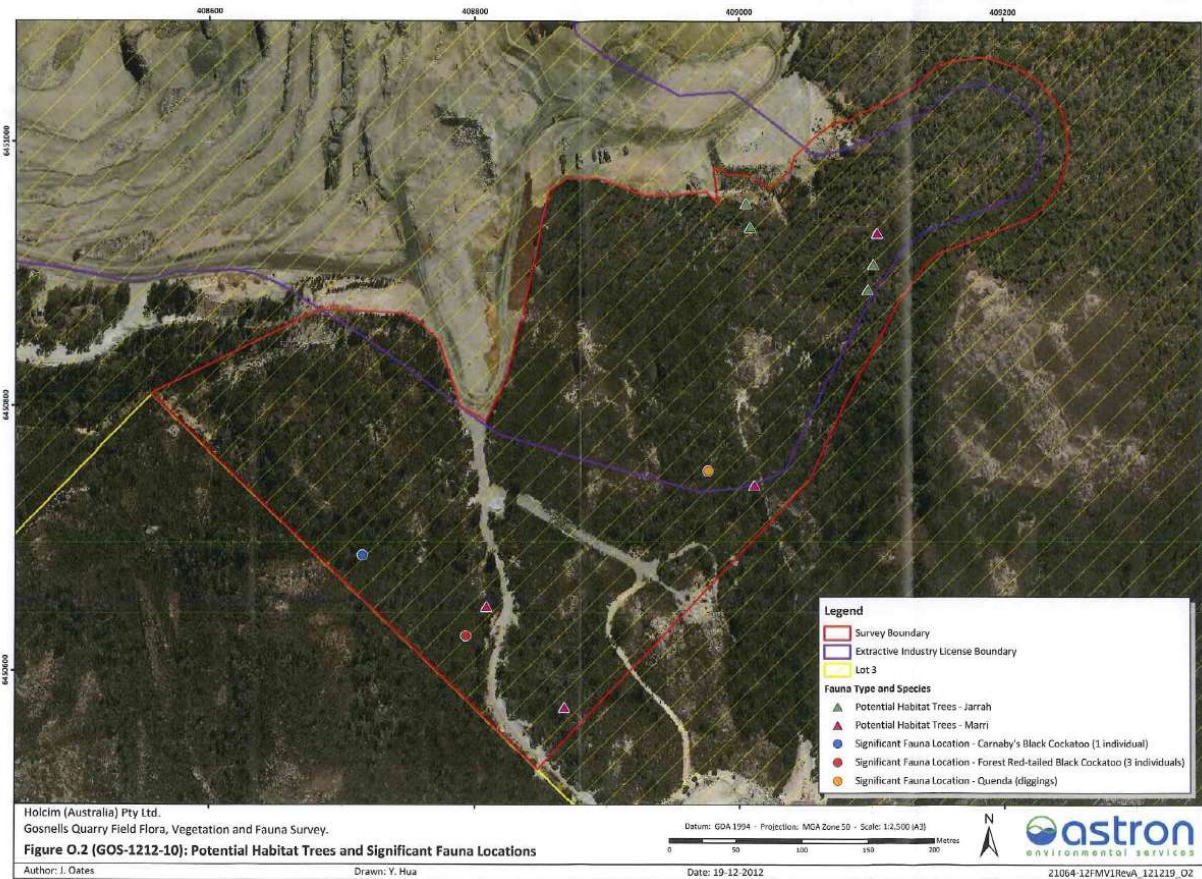 408600 408800 409000 409200
6451000
6450800
6450600
Legend
Survey Boundary
Extractive Industry License Boundary
Lot 3
Fauna Type and Species
Potential Habitat Trees - Jarrah
Potential Habitat Trees - Marri
Significant Fauna Location - Carnaby's Black Cockatoo (1 individual)
Significant Fauna Location - Forest Red-tailed Black Cockatoo (3 individuals)
Significant Fauna Location - Quenda (diggings)
Holcim (Australia) Pty Ltd.
Gosnells Quarry Field Flora, Vegetation and Fauna Survey.
Figure O.2 (GOS-1212-10): Potential Habitat Trees and Significant Fauna Locations
Author: J. Oates Drawn: Y. Hua Date: 19-12-2012 21064-12FMV1RevA_121219_O2
Datum: GDA 1994 - Projection: MGA Zone 50 - Scale: 1:2,500 (A3)
Metres
0 50 100 150 200
N
astron
environmental services